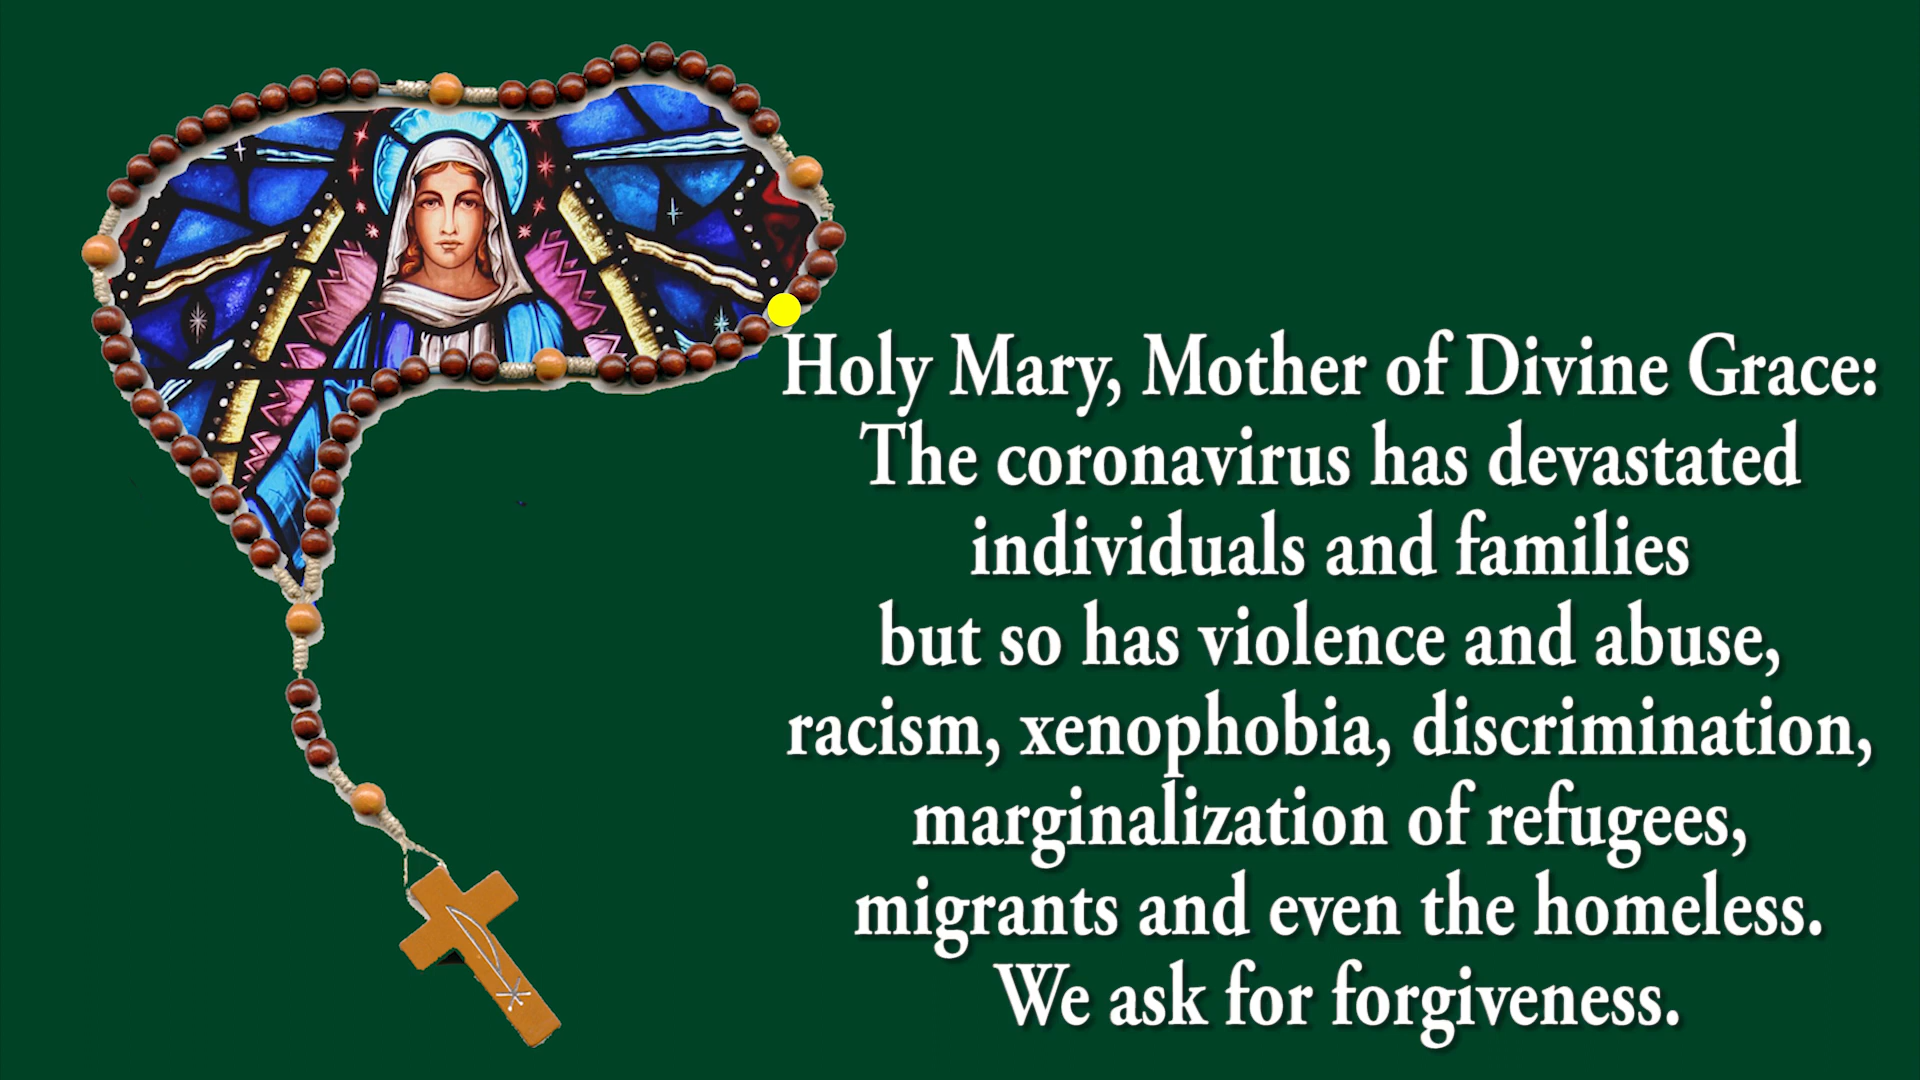 Holy Mary, Mother of Divine Grace:
The coronavirus has devastated
individuals and families
but so has violence and abuse,
racism, xenophobia, discrimination,
marginalization of refugees,
migrants and even the homeless.
We ask for forgiveness.